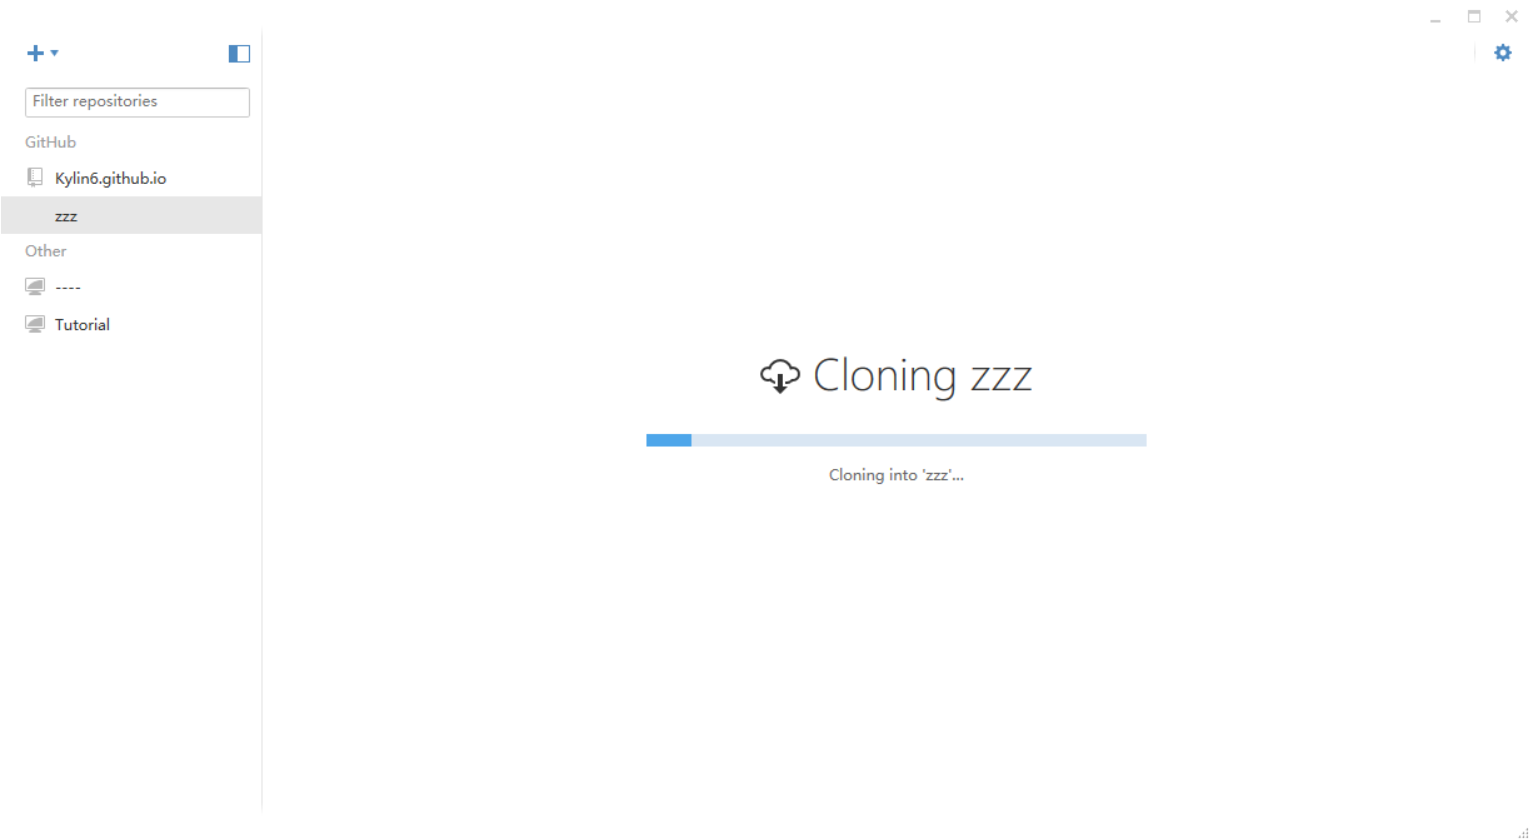 Filter repositories
GitHub
Kylin6.github.io
zzz
Other
----
Tutorial
Cloning zzz
Cloning into 'zzz'...